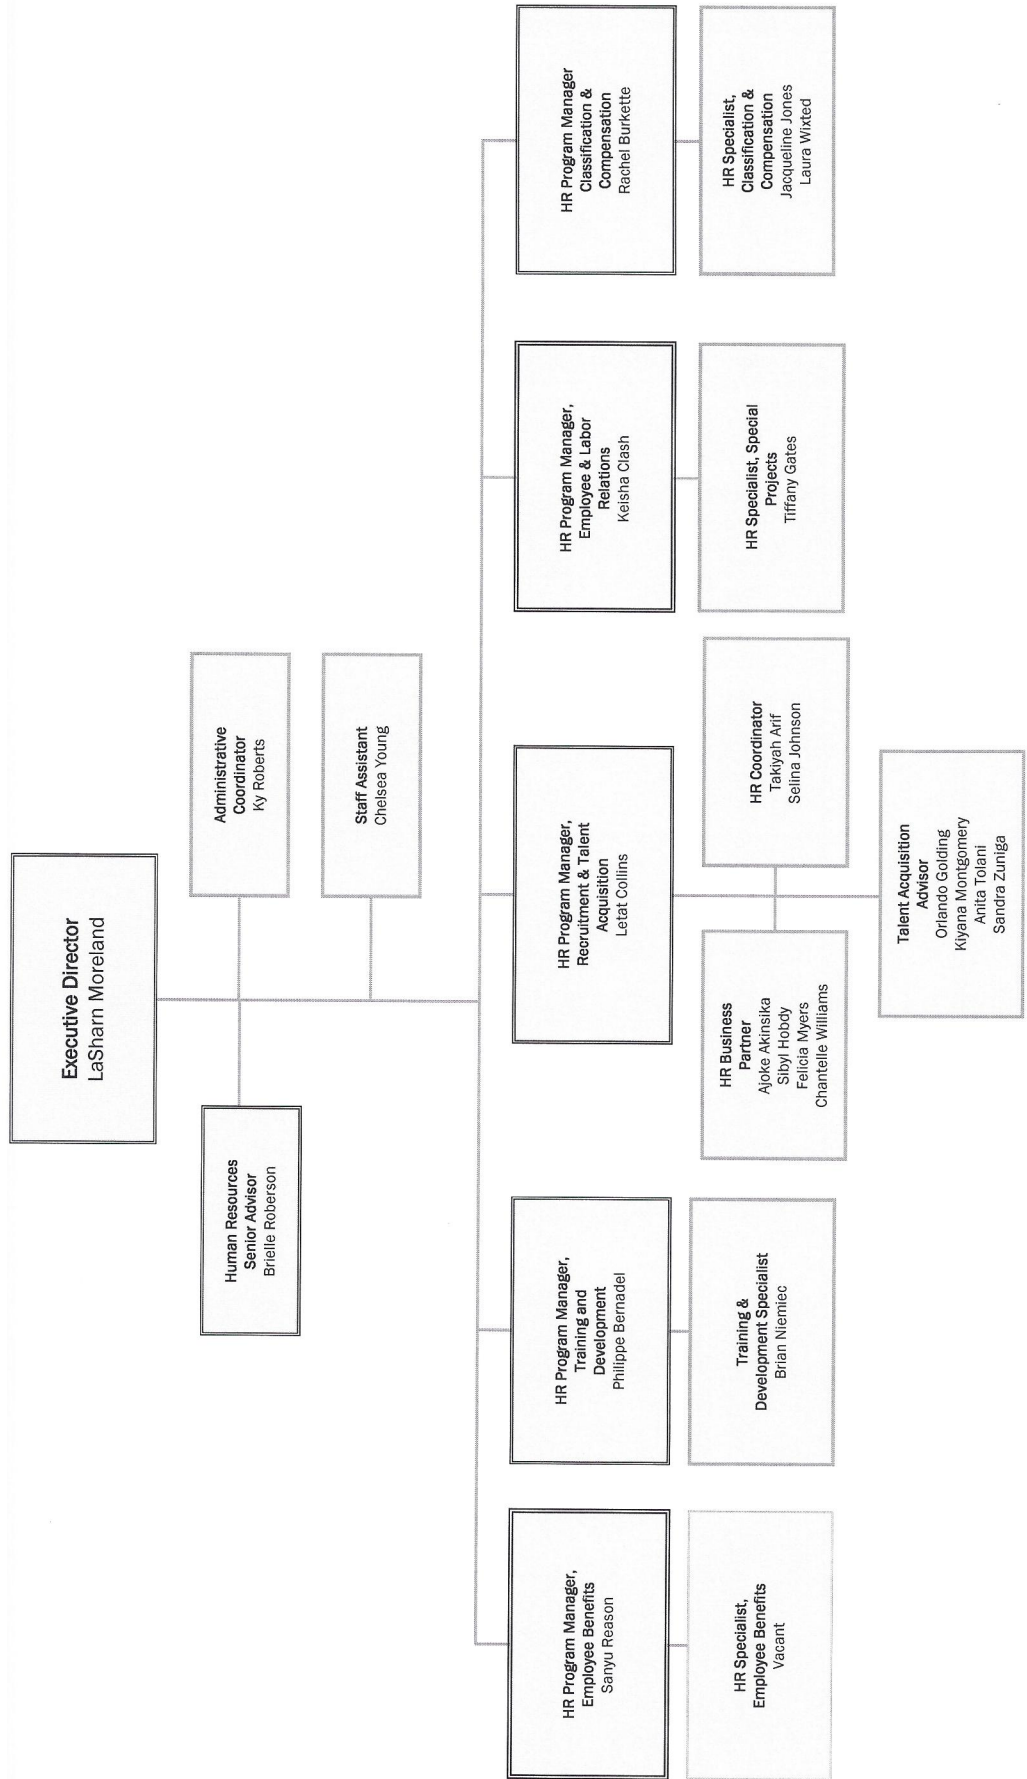 Executive Director
LaSharn Moreland
Human Resources
Senior Advisor
Brielle Roberson
Administrative
Coordinator
Ky Roberts
Staff Assistant
Chelsea Young
HR Program Manager,
Employee Benefits
Sanyu Reason
HR Program Manager,
Training and
Development
Philippe Bernadel
HR Program Manager,
Recruitment & Talent
Acquisition
Letat Collins
HR Program Manager,
Employee & Labor
Relations
Keisha Clash
HR Program Manager
Classification &
Compensation
Rachel Burkette
HR Specialist,
Employee Benefits
Vacant
Training &
Development Specialist
Brian Niemiec
HR Business
Partner
Ajoke Akinsika
Sibyl Hobdy
Felicia Myers
Chantelle Williams
HR Coordinator
Takiyah Arif
Selina Johnson
HR Specialist, Special
Projects
Tiffany Gates
HR Specialist,
Classification &
Compensation
Jacqueline Jones
Laura Wixted
Talent Acquisition
Advisor
Orlando Golding
Kiyana Montgomery
Anita Tolani
Sandra Zuniga